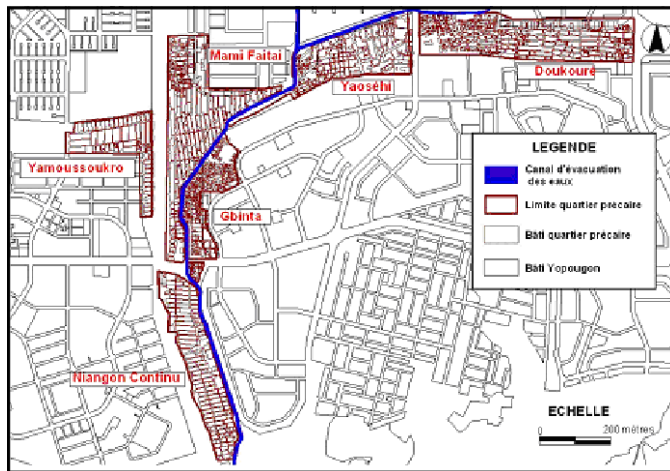 Mami Faitai
Doukouré
Yaoséhi
Yamoussoukro
Gbinta
Niangon Continu
LEGENDE
Canal d'évacuation
des eaux
Limite quartier précaire
Bâti quartier précaire
Bâti Yopougon
ECHELLE
0 200 mètres